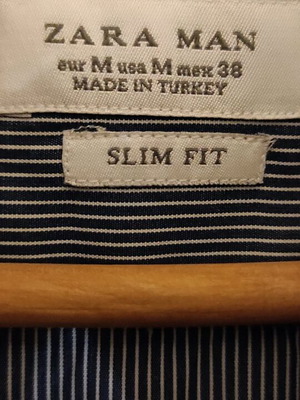 ZARA MAN
eur M usa M mex 38
MADE IN TURKEY
SLIM FIT